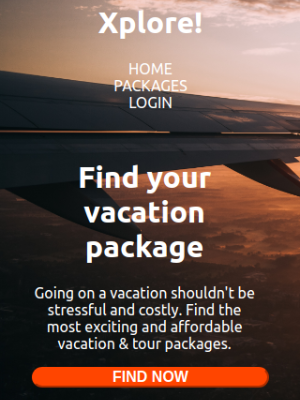 Xplore!
HOME
PACKAGES
LOGIN
Find your
vacation
package
Going on a vacation shouldn't be
stressful and costly. Find the
most exciting and affordable
vacation & tour packages.
FIND NOW